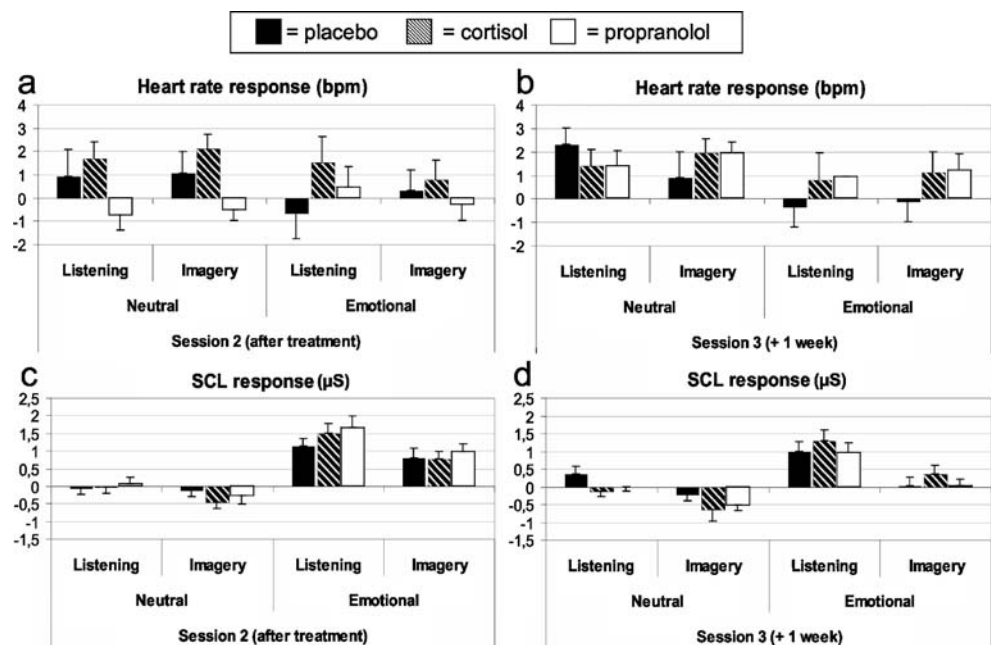 = placebo = cortisol = propranolol
a
Heart rate response (bpm)
4
3
2
1
0
-1
-2
Listening Imagery Listening Imagery
Neutral Emotional
Session 2 (after treatment)
b
Heart rate response (bpm)
4
3
2
1
0
-1
-2
Listening Imagery Listening Imagery
Neutral Emotional
Session 3 (+ 1 week)
c
SCL response (µS)
2,5
2
1,5
1
0,5
0
-0,5
-1
-1,5
Listening Imagery Listening Imagery
Neutral Emotional
Session 2 (after treatment)
d
SCL response (µS)
2,5
2
1,5
1
0,5
0
-0,5
-1
-1,5
Listening Imagery Listening Imagery
Neutral Emotional
Session 3 (+ 1 week)